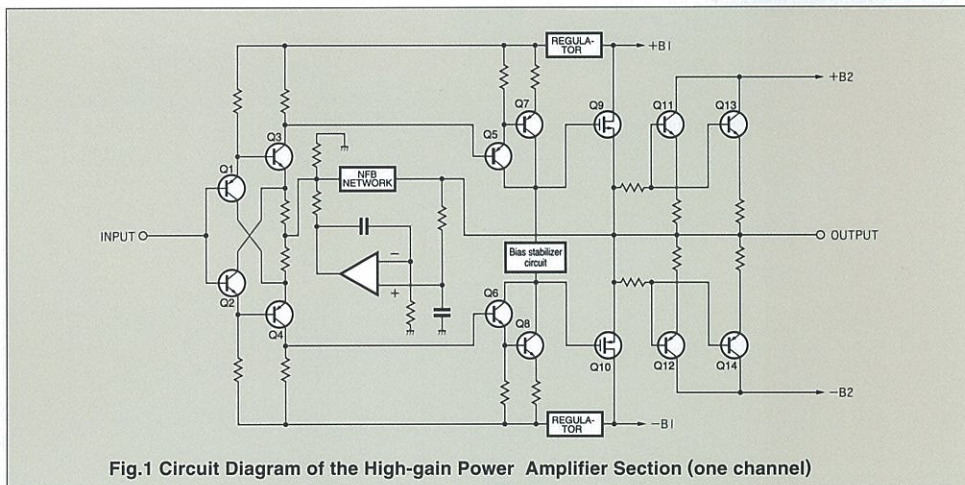 REGULA-
TOR
+B1
+B2
Q7
Q9
Q11
Q13
Q3
Q5
Q1
NFB
NETWORK
INPUT
OUTPUT
Bias stabilizer
circuit
−
+
Q2
Q6
Q4
Q8
Q10
Q12
Q14
−B2
REGULA-
TOR
−B1
Fig.1 Circuit Diagram of the High-gain Power Amplifier Section (one channel)